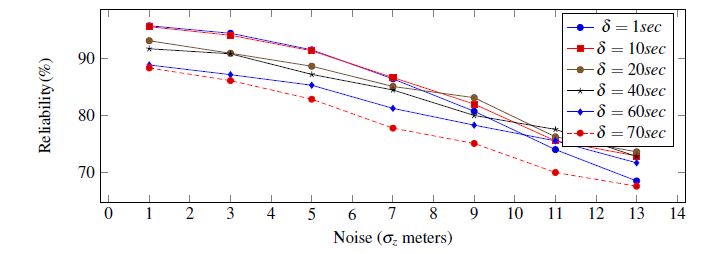 δ = 1sec
δ = 10sec
δ = 20sec
δ = 40sec
δ = 60sec
δ = 70sec
Reliability(%)
90
80
70
0 1 2 3 4 5 6 7 8 9 10 11 12 13 14
Noise (σz meters)